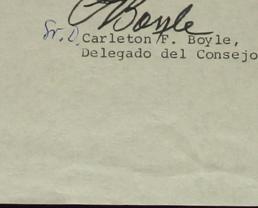 Boyle
Sr. D. Carleton F. Boyle,
Delegado del Consejo